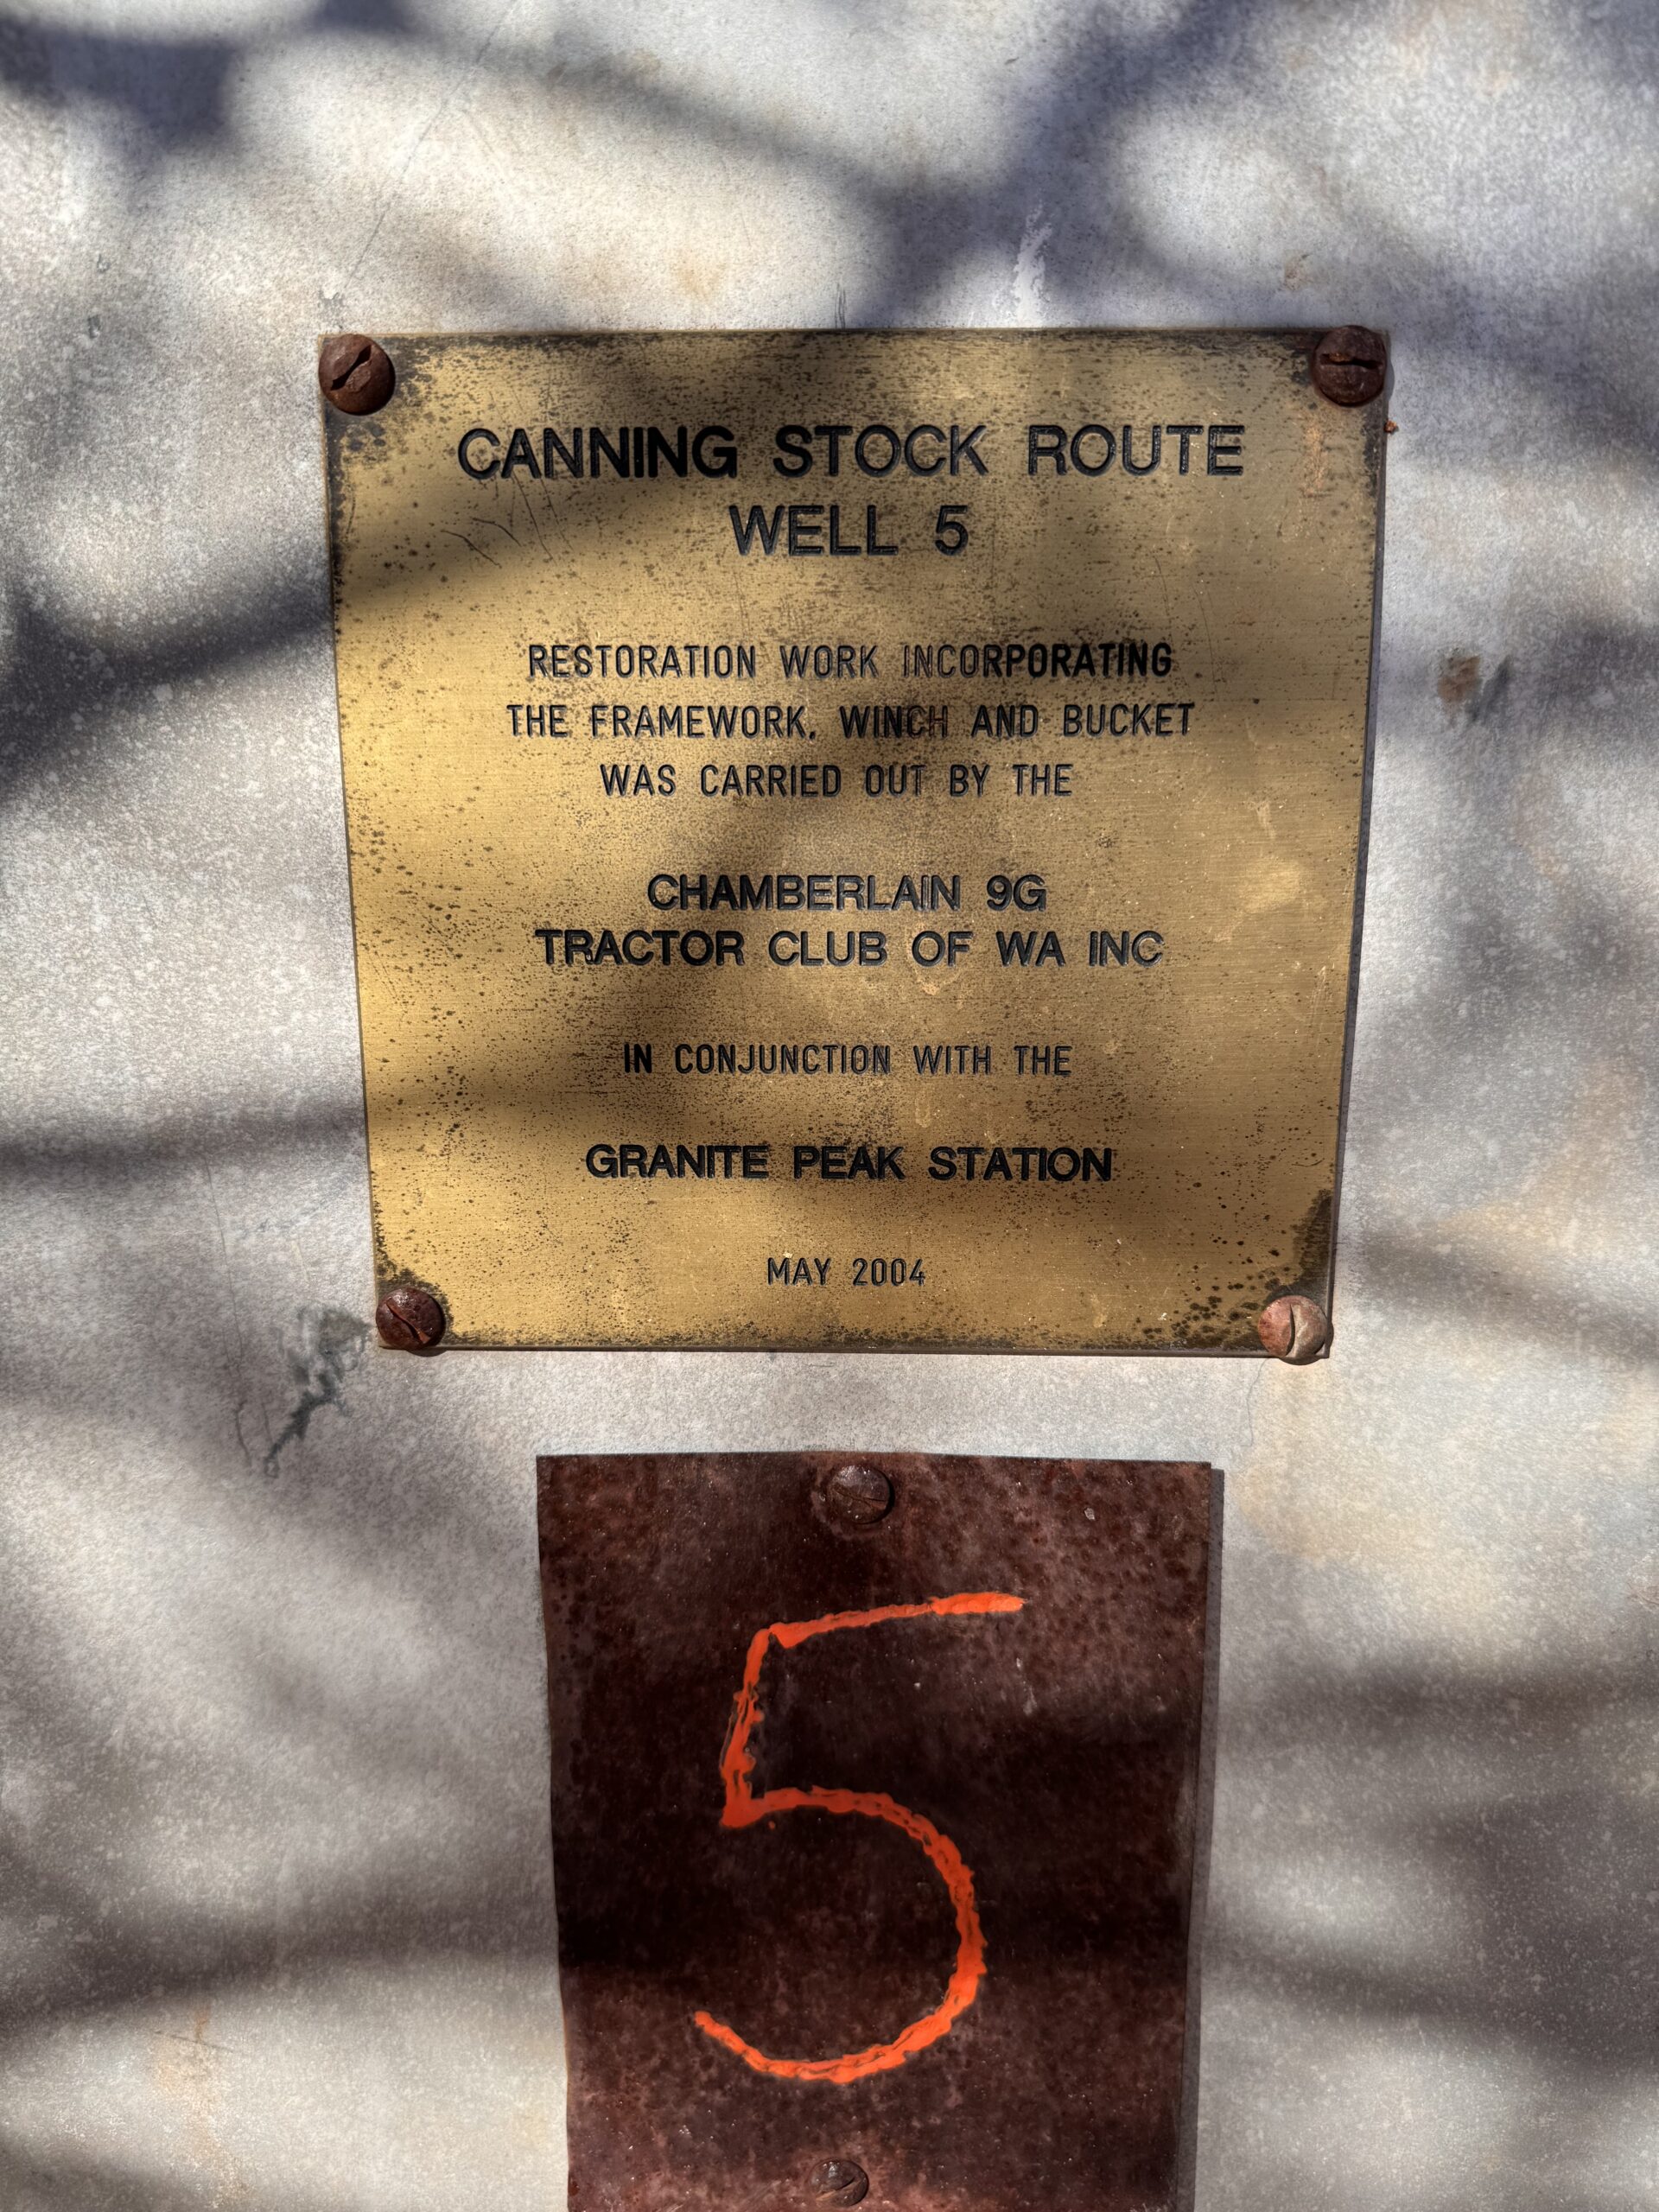 CANNING STOCK ROUTE
WELL 5
RESTORATION WORK INCORPORATING
THE FRAMEWORK, WINCH AND BUCKET
WAS CARRIED OUT BY THE
CHAMBERLAIN 9G
TRACTOR CLUB OF WA INC
IN CONJUNCTION WITH THE
GRANITE PEAK STATION
MAY 2004
5